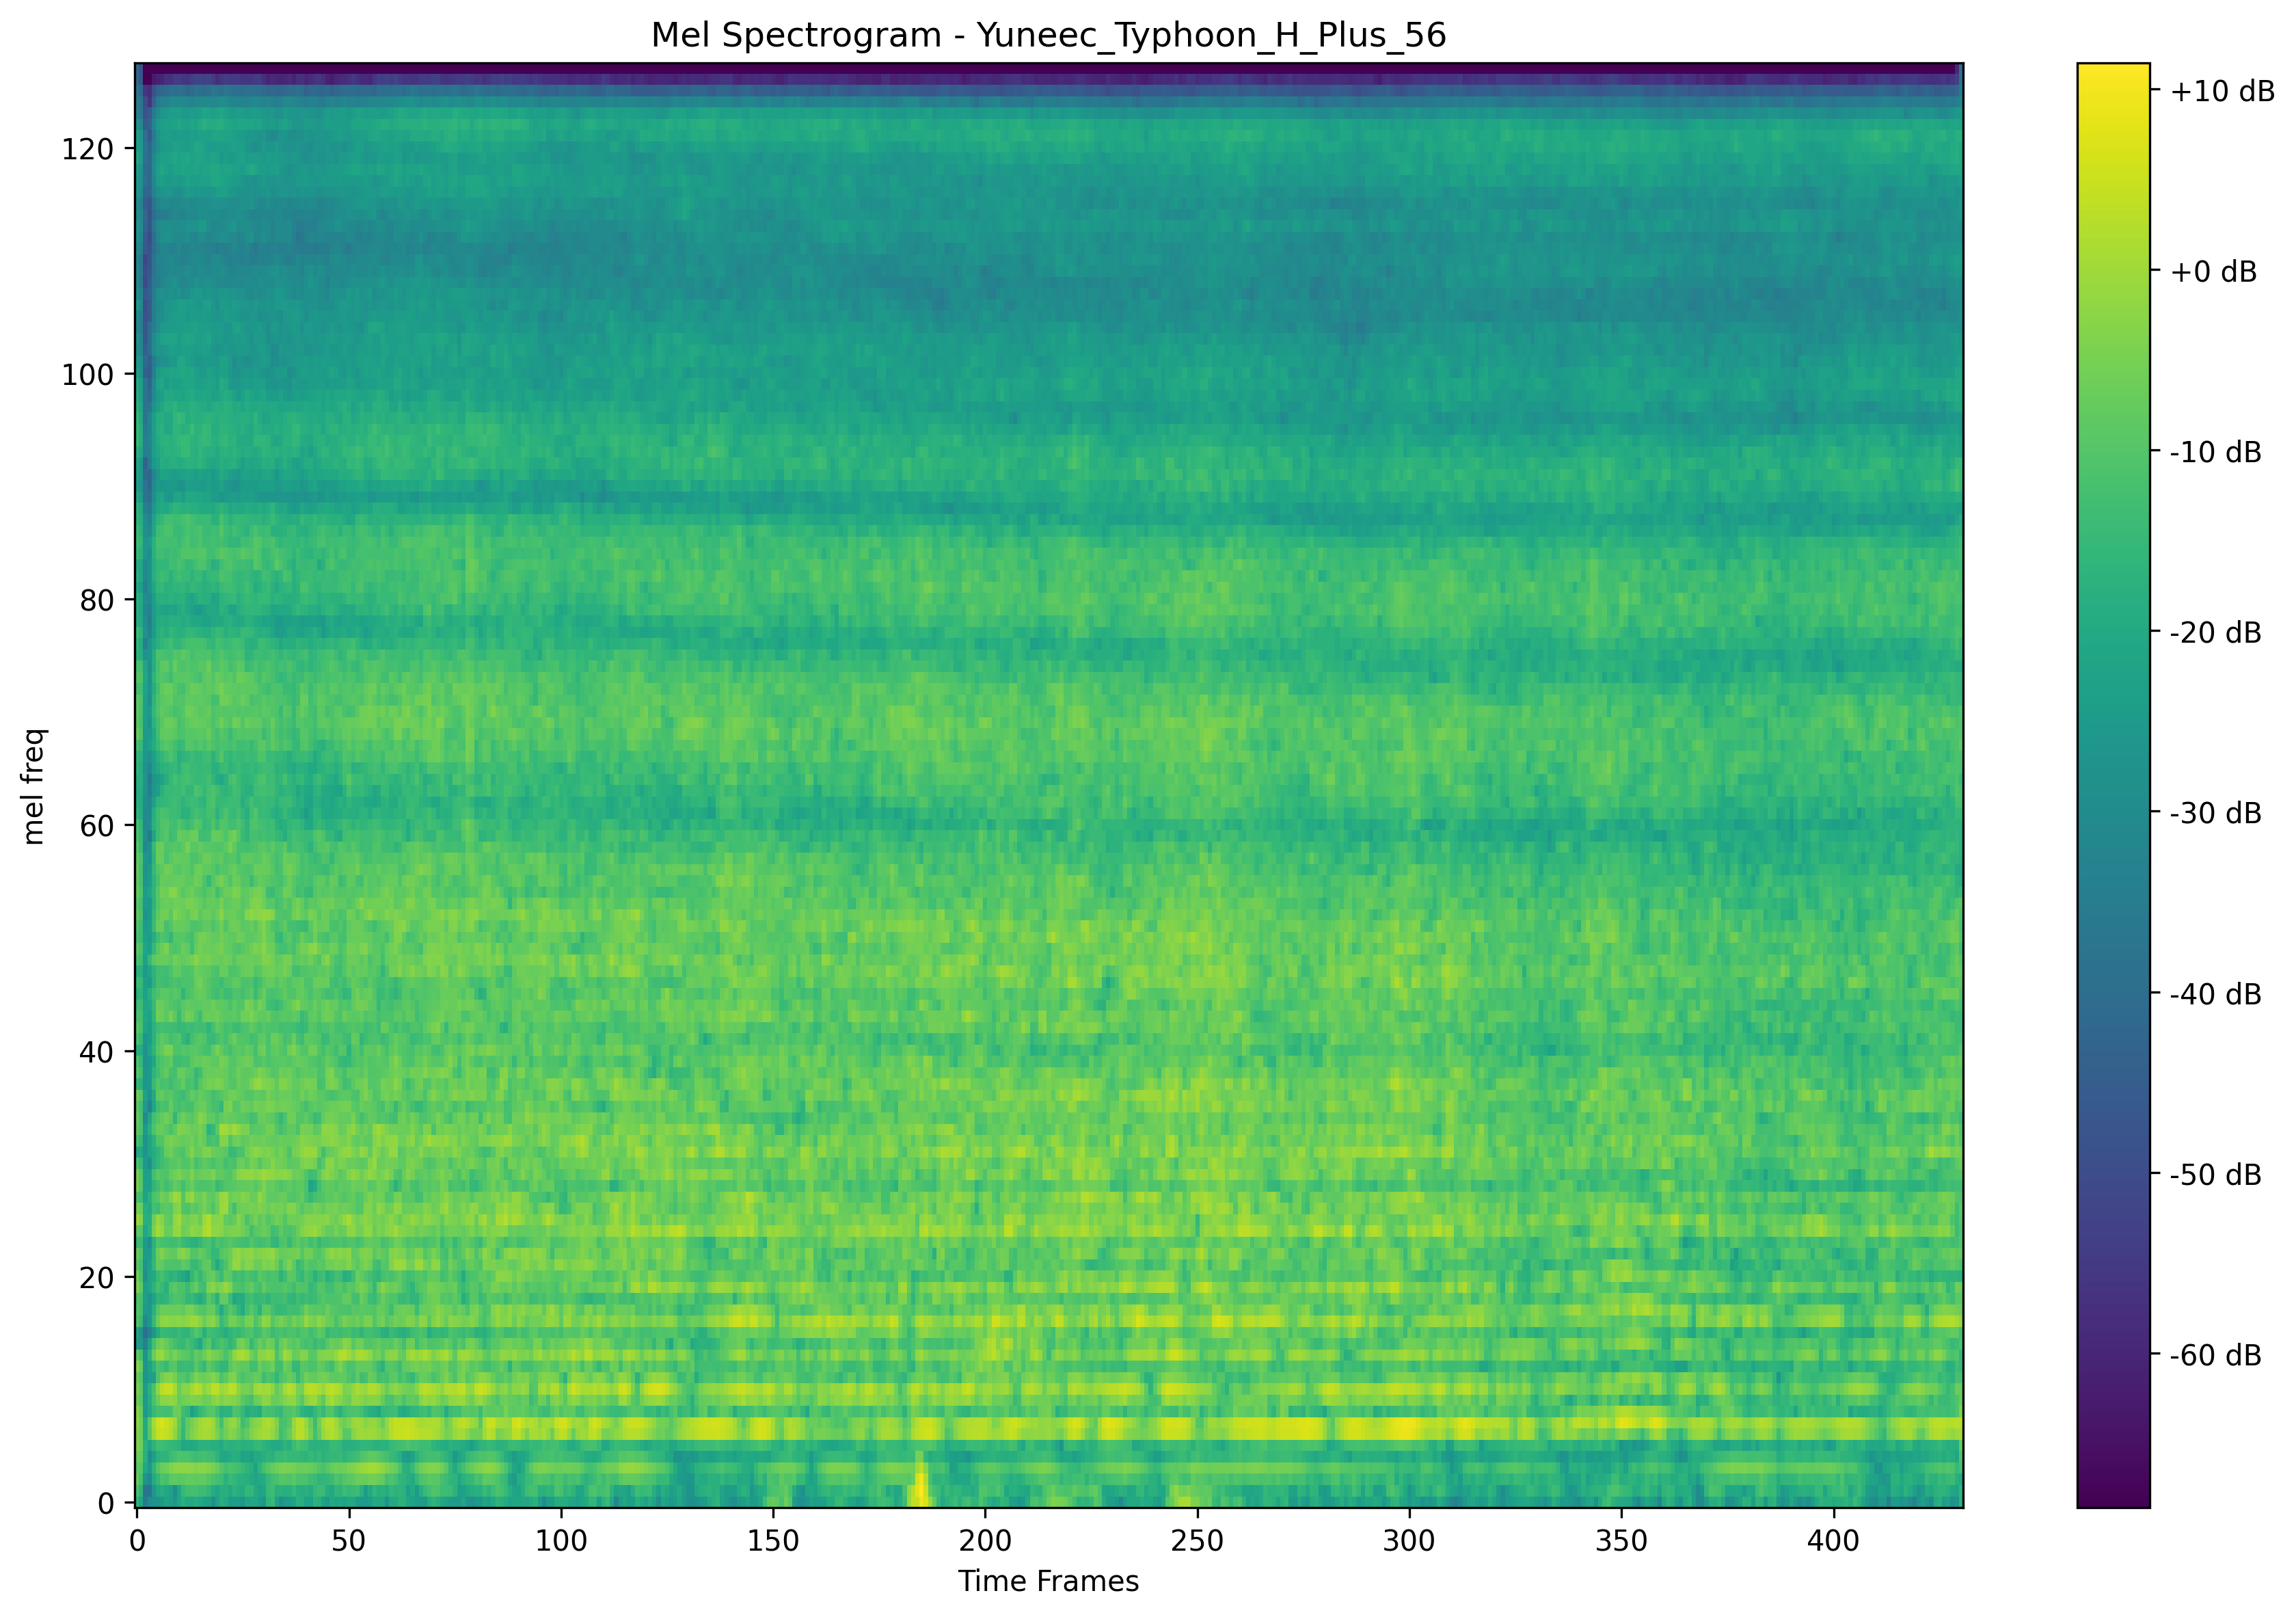 Mel Spectrogram - Yuneec_Typhoon_H_Plus_56
mel freq
120
100
80
60
40
20
0
0 50 100 150 200 250 300 350 400
Time Frames
+10 dB
+0 dB
-10 dB
-20 dB
-30 dB
-40 dB
-50 dB
-60 dB